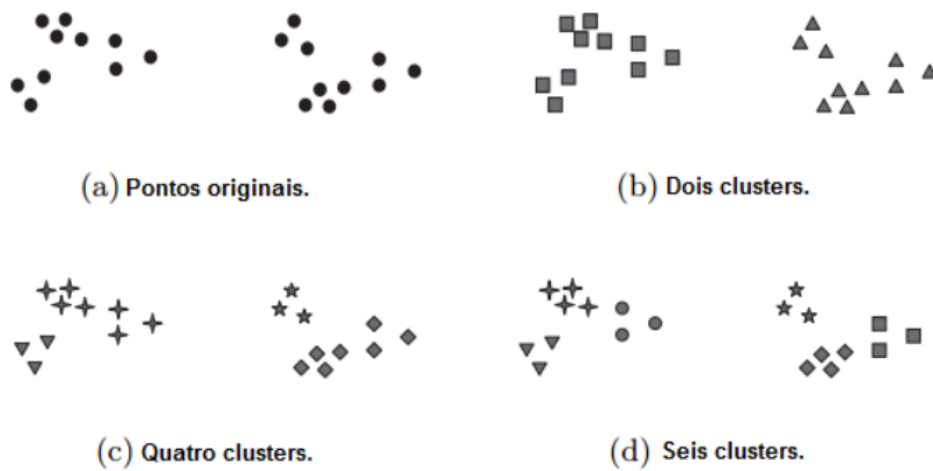 (a) Pontos originais.
(b) Dois clusters.
(c) Quatro clusters.
(d) Seis clusters.